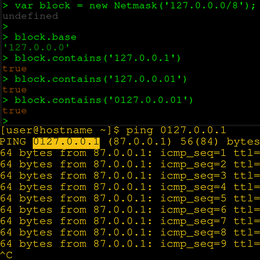 > var block = new Netmask('127.0.0.0/8');
undefined
>
> block.base
'127.0.0.0'
> block.contains('127.0.0.1')
true
> block.contains('127.0.0.01')
true
> block.contains('0127.0.0.01')
true
>
[user@hostname ~]$ ping 0127.0.0.1
PING 0127.0.0.1 (87.0.0.1) 56(84) bytes
64 bytes from 87.0.0.1: icmp_seq=1 ttl=
64 bytes from 87.0.0.1: icmp_seq=2 ttl=
64 bytes from 87.0.0.1: icmp_seq=3 ttl=
64 bytes from 87.0.0.1: icmp_seq=4 ttl=
64 bytes from 87.0.0.1: icmp_seq=5 ttl=
64 bytes from 87.0.0.1: icmp_seq=6 ttl=
64 bytes from 87.0.0.1: icmp_seq=7 ttl=
64 bytes from 87.0.0.1: icmp_seq=8 ttl=
64 bytes from 87.0.0.1: icmp_seq=9 ttl=
^C